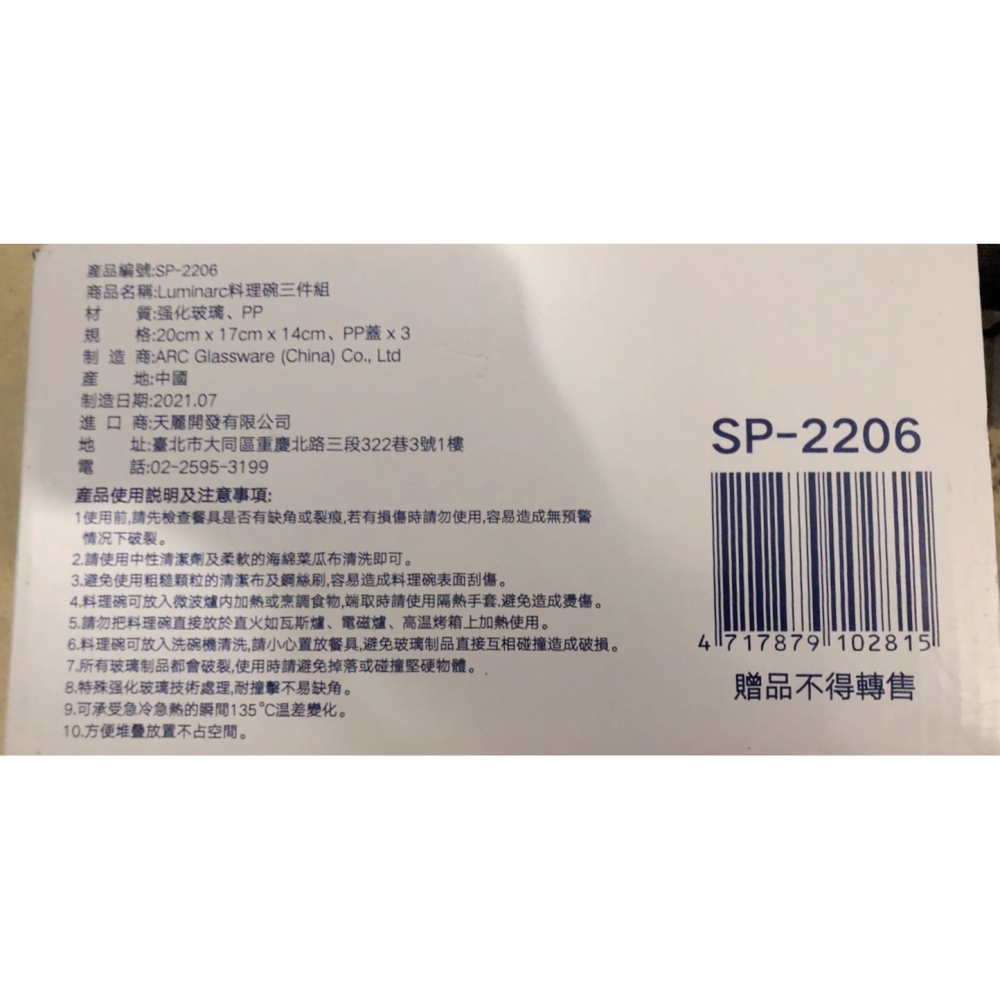 產品編號:SP-2206
商品名稱:Luminarc料理碗三件組
材　　質:强化玻璃、PP
規　　格:20cm x 17cm x 14cm、PP蓋 x 3
制 造 商:ARC Glassware (China) Co., Ltd
產　　地:中國
制造日期:2021.07
進 口 商:天麗開發有限公司
地　　址:臺北市大同區重慶北路三段322巷3號1樓
電　　話:02-2595-3199
產品使用説明及注意事項:
1使用前,請先檢查餐具是否有缺角或裂痕,若有損傷時請勿使用,容易造成無預警
情况下破裂。
2.請使用中性清潔劑及柔軟的海綿菜瓜布清洗即可。
3.避免使用粗糙顆粒的清潔布及鋼絲刷,容易造成料理碗表面刮傷。
4.料理碗可放入微波爐内加熱或烹調食物,端取時請使用隔熱手套,避免造成燙傷。
5.請勿把料理碗直接放於直火如瓦斯爐、電磁爐、高温烤箱上加熱使用。
6.料理碗可放入洗碗機清洗,請小心置放餐具,避免玻璃制品直接互相碰撞造成破損。
7.所有玻璃制品都會破裂,使用時請避免掉落或碰撞堅硬物體。
8.特殊强化玻璃技術處理,耐撞擊不易缺角。
9.可承受急冷急熱的瞬間135°C温差變化。
10.方便堆叠放置不占空間。
SP-2206
4 717879 102815
贈品不得轉售